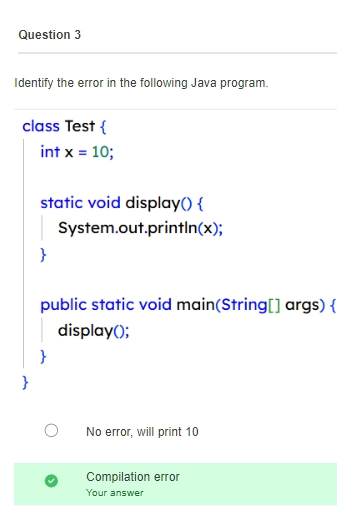 Question 3
Identify the error in the following Java program.
class Test {
int x = 10;
static void display() {
System.out.println(x);
}
public static void main(String[] args) {
display();
}
}
No error, will print 10
Compilation error
Your answer